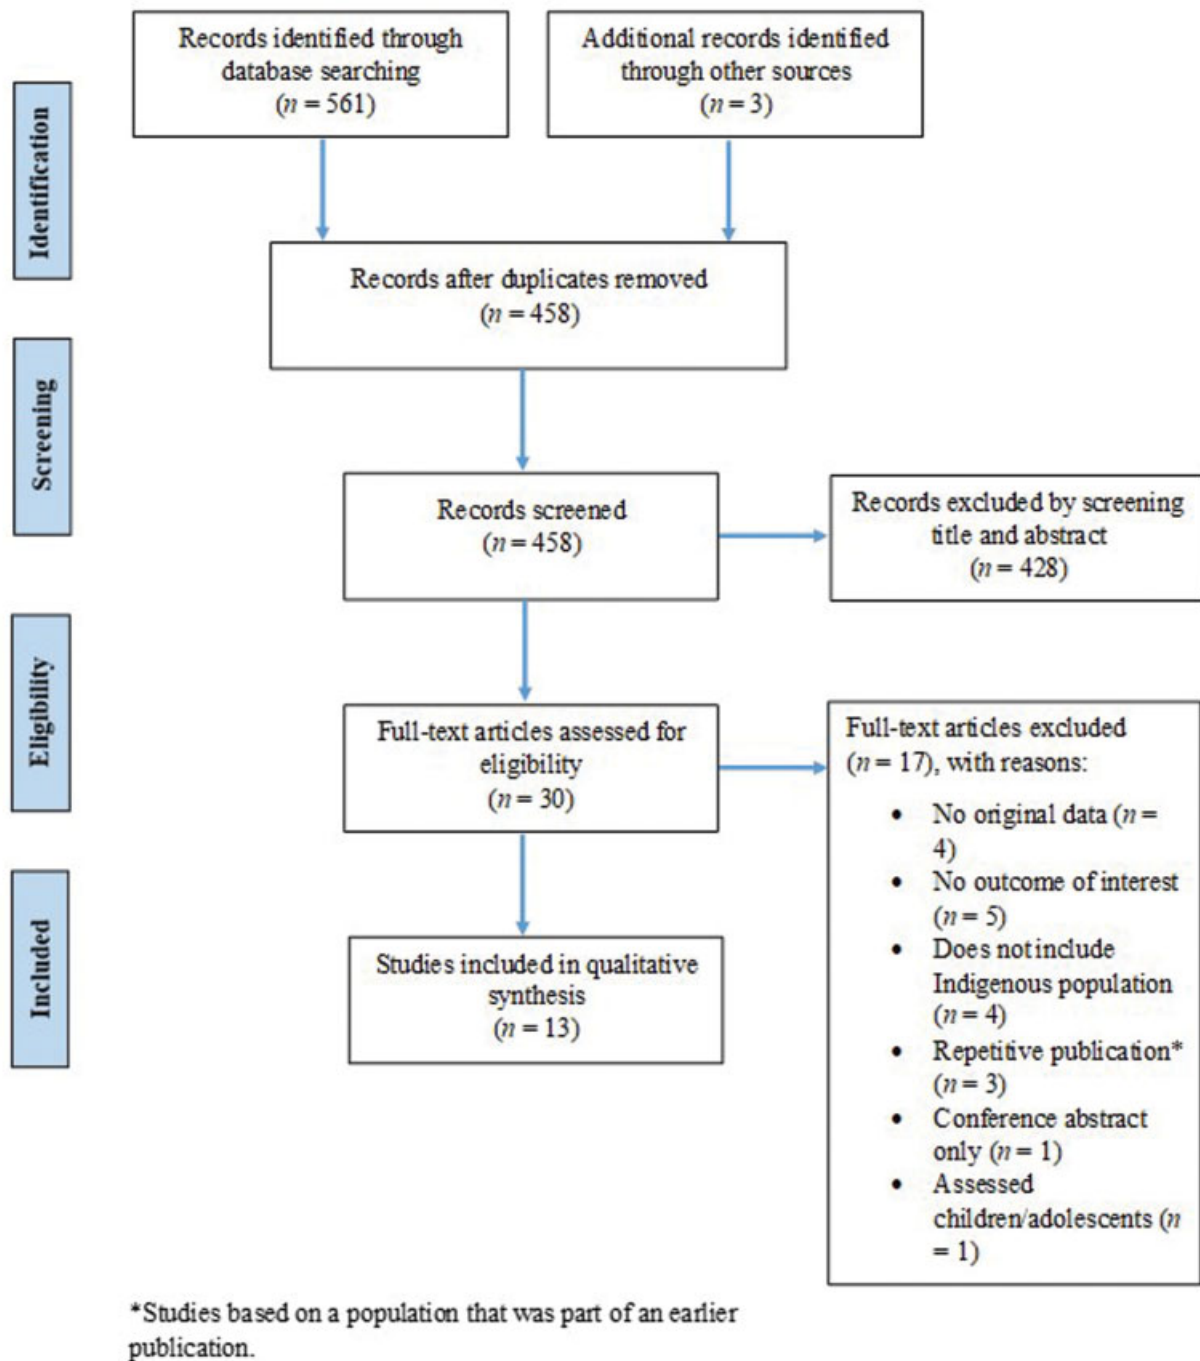 Records identified through
database searching
(n = 561)
Additional records identified
through other sources
(n = 3)
Identification
Records after duplicates removed
(n = 458)
Screening
Records screened
(n = 458)
Records excluded by screening
title and abstract
(n = 428)
Eligibility
Full-text articles assessed for
eligibility
(n = 30)
Full-text articles excluded
(n = 17), with reasons:
• No original data (n =
4)
• No outcome of interest
(n = 5)
• Does not include
Indigenous population
(n = 4)
• Repetitive publication*
(n = 3)
• Conference abstract
only (n = 1)
• Assessed
children/adolescents (n
= 1)
Included
Studies included in qualitative
synthesis
(n = 13)
*Studies based on a population that was part of an earlier
publication.